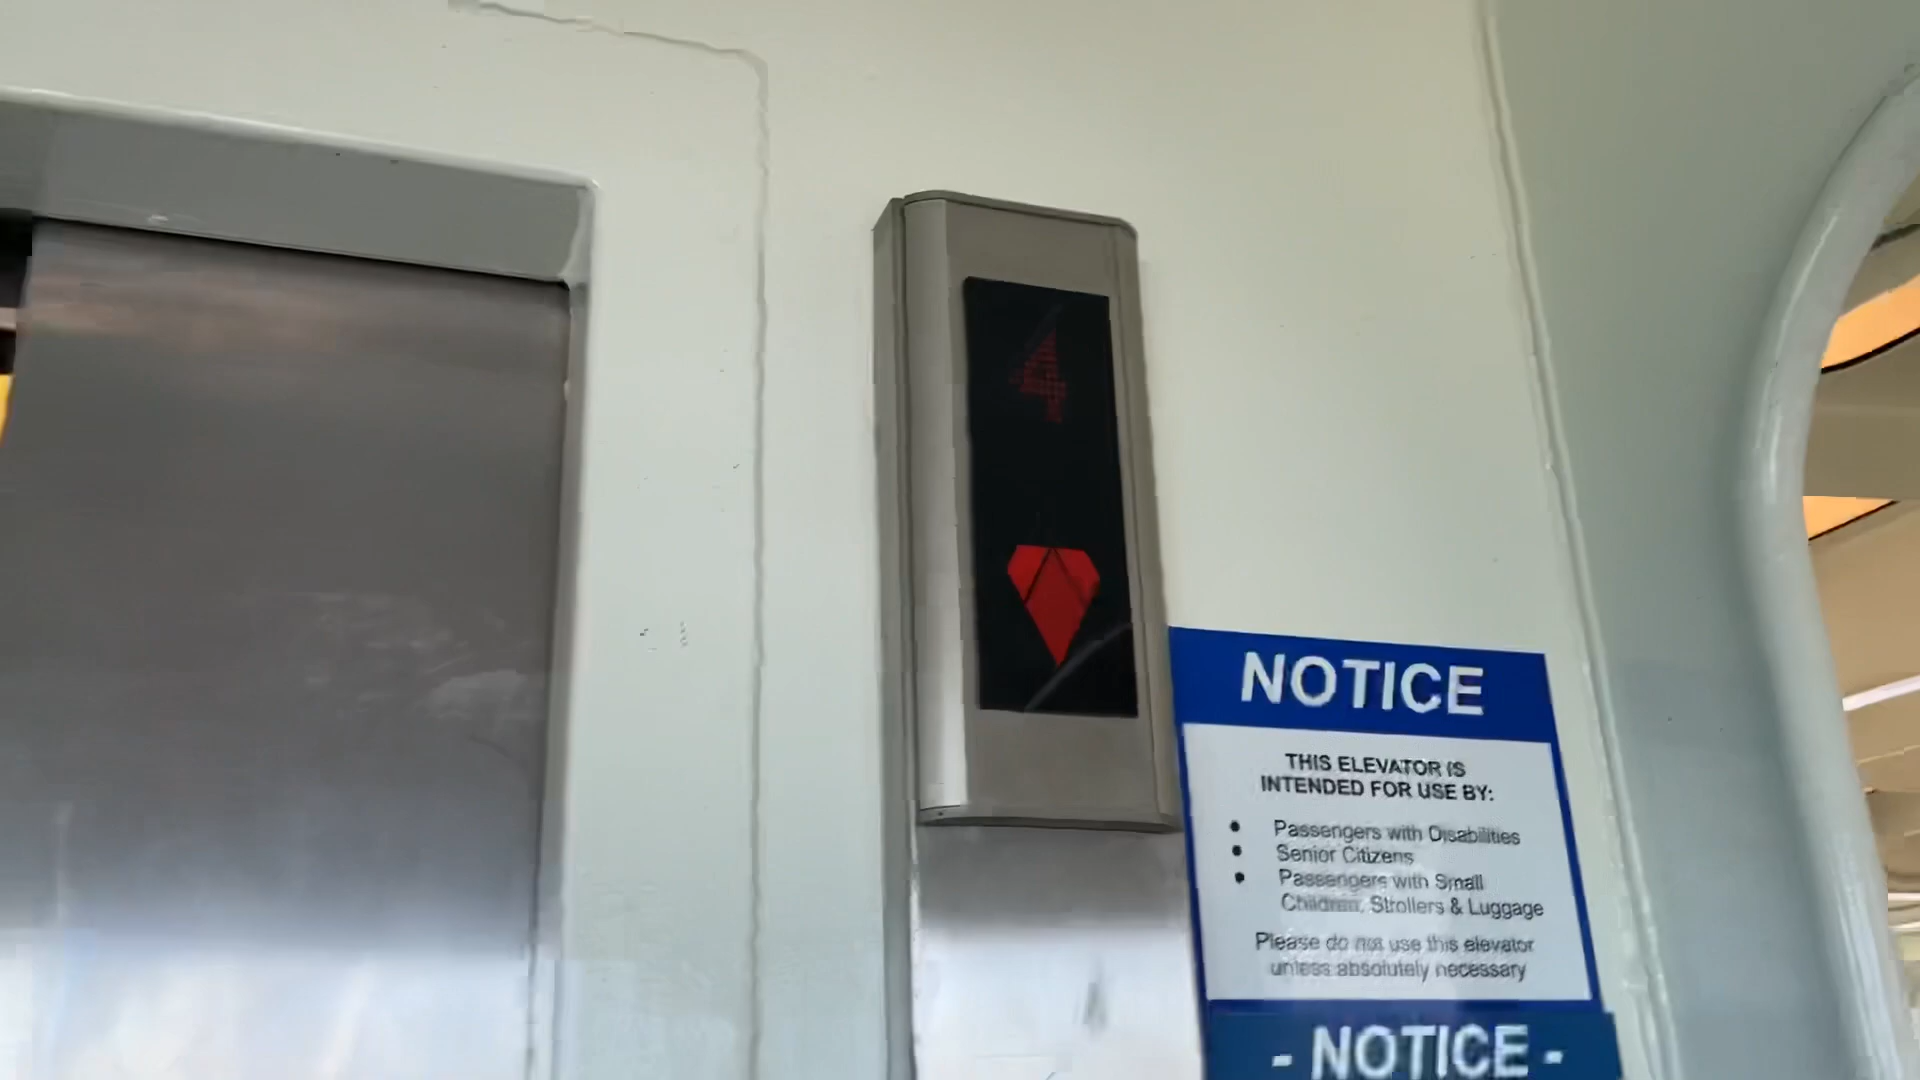 4
NOTICE
THIS ELEVATOR IS
INTENDED FOR USE BY:
• Passengers with Disabilities
• Senior Citizens
• Passengers with Small
Children, Strollers & Luggage
Please do not use this elevator
unless absolutely necessary
- NOTICE -